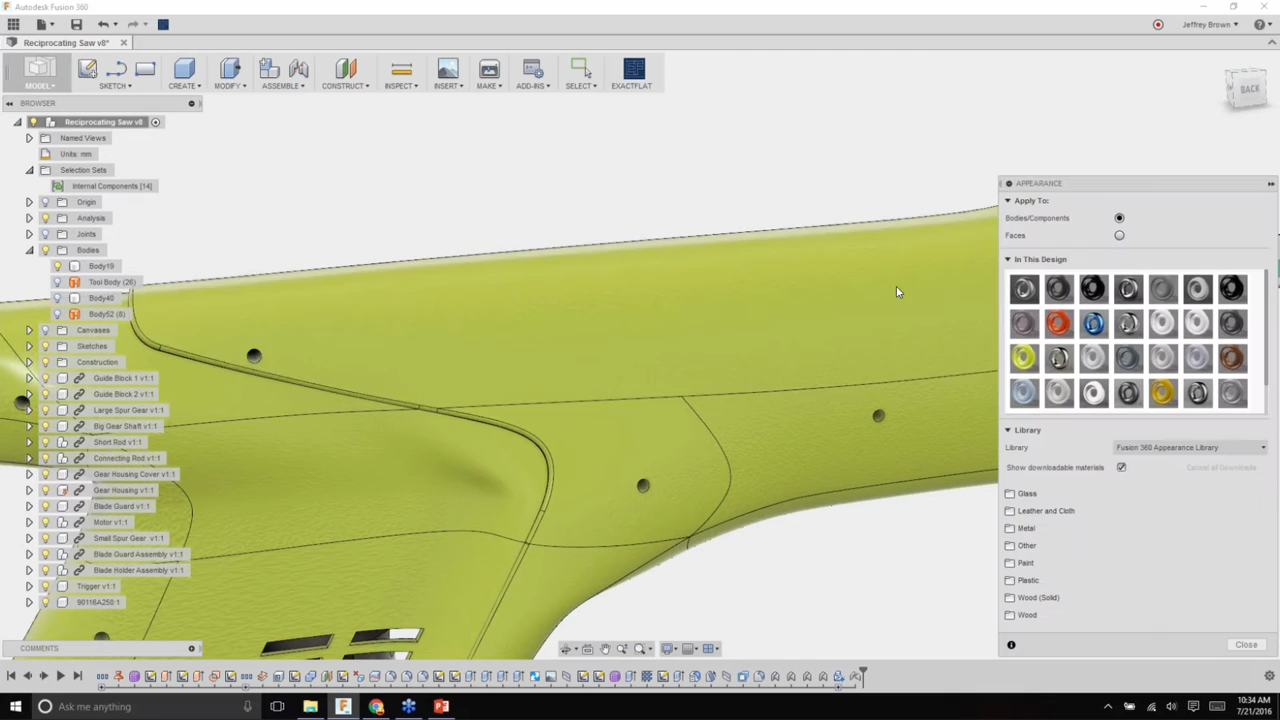 Autodesk Fusion 360
Jeffrey Brown
Reciprocating Saw v8*
MODEL
SKETCH
CREATE
MODIFY
ASSEMBLE
CONSTRUCT
INSPECT
INSERT
MAKE
ADD-INS
SELECT
EXACTFLAT
BACK
BROWSER
Reciprocating Saw v8
Named Views
Units: mm
Selection Sets
Internal Components [14]
Origin
Analysis
Joints
Bodies
Body19
Tool Body (26)
Body40
Body52 (8)
Canvases
Sketches
Construction
Guide Block 1 v1:1
Guide Block 2 v1:1
Large Spur Gear v1:1
Big Gear Shaft v1:1
Short Rod v1:1
Connecting Rod v1:1
Gear Housing Cover v1:1
Gear Housing v1:1
Blade Guard v1:1
Motor v1:1
Small Spur Gear v1:1
Blade Guard Assembly v1:1
Blade Holder Assembly v1:1
Trigger v1:1
90116A250:1
COMMENTS
APPEARANCE
Apply To:
Bodies/Components
Faces
In This Design
Library
Library
Fusion 360 Appearance Library
Show downloadable materials
Cancel all Downloads
Glass
Leather and Cloth
Metal
Other
Paint
Plastic
Wood (Solid)
Wood
Close
Ask me anything
10:34 AM
7/21/2016